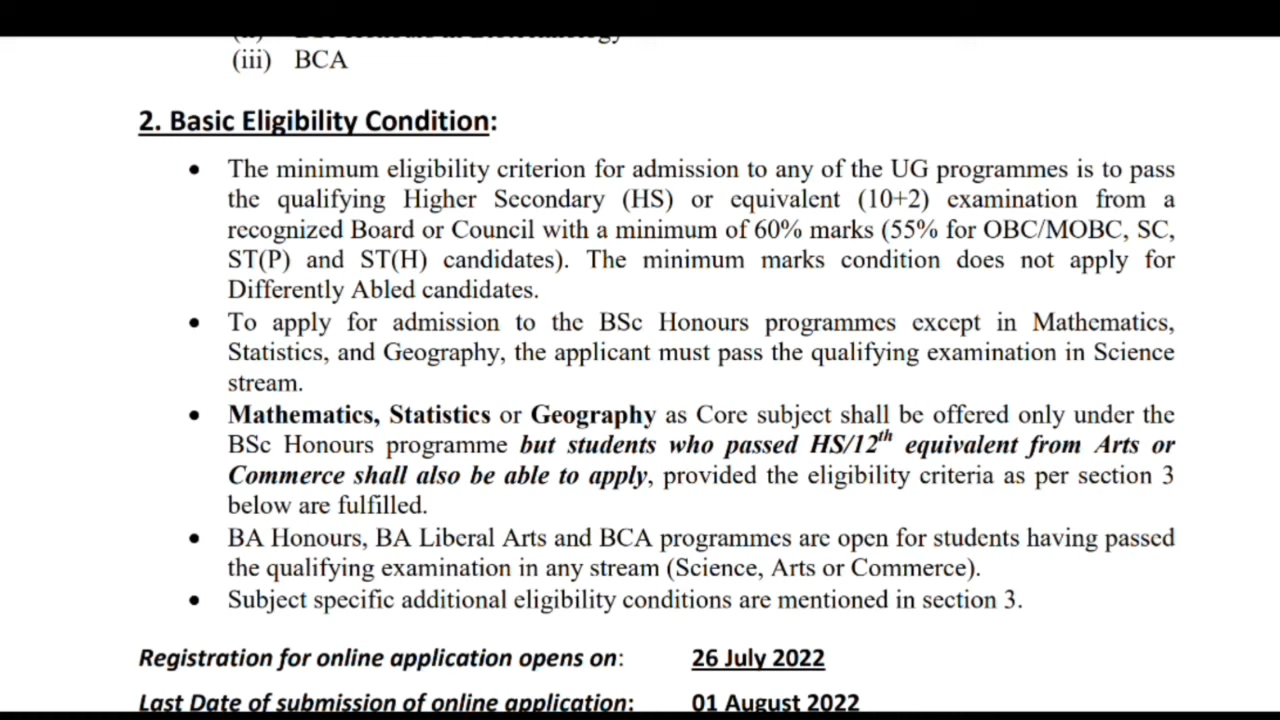 (iii) BCA
2. Basic Eligibility Condition:
• The minimum eligibility criterion for admission to any of the UG programmes is to pass
the qualifying Higher Secondary (HS) or equivalent (10+2) examination from a
recognized Board or Council with a minimum of 60% marks (55% for OBC/MOBC, SC,
ST(P) and ST(H) candidates). The minimum marks condition does not apply for
Differently Abled candidates.
• To apply for admission to the BSc Honours programmes except in Mathematics,
Statistics, and Geography, the applicant must pass the qualifying examination in Science
stream.
• Mathematics, Statistics or Geography as Core subject shall be offered only under the
BSc Honours programme but students who passed HS/12th equivalent from Arts or
Commerce shall also be able to apply, provided the eligibility criteria as per section 3
below are fulfilled.
• BA Honours, BA Liberal Arts and BCA programmes are open for students having passed
the qualifying examination in any stream (Science, Arts or Commerce).
• Subject specific additional eligibility conditions are mentioned in section 3.
Registration for online application opens on: 26 July 2022
Last Date of submission of online application: 01 August 2022